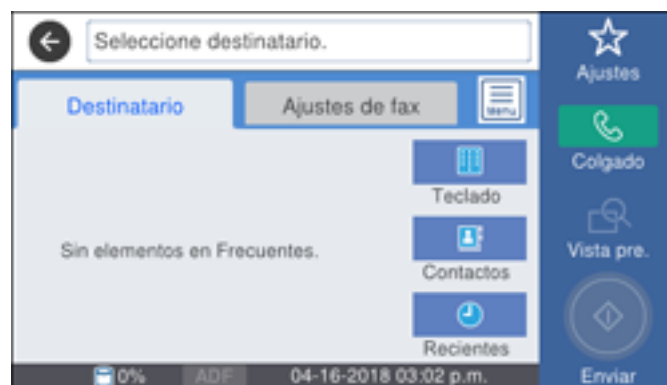 Seleccione destinatario.
Ajustes
Destinatario
Ajustes de fax
Menu
Colgado
Teclado
Sin elementos en Frecuentes.
Contactos
Vista pre.
Recientes
0%
ADF
04-16-2018 03:02 p.m.
Enviar